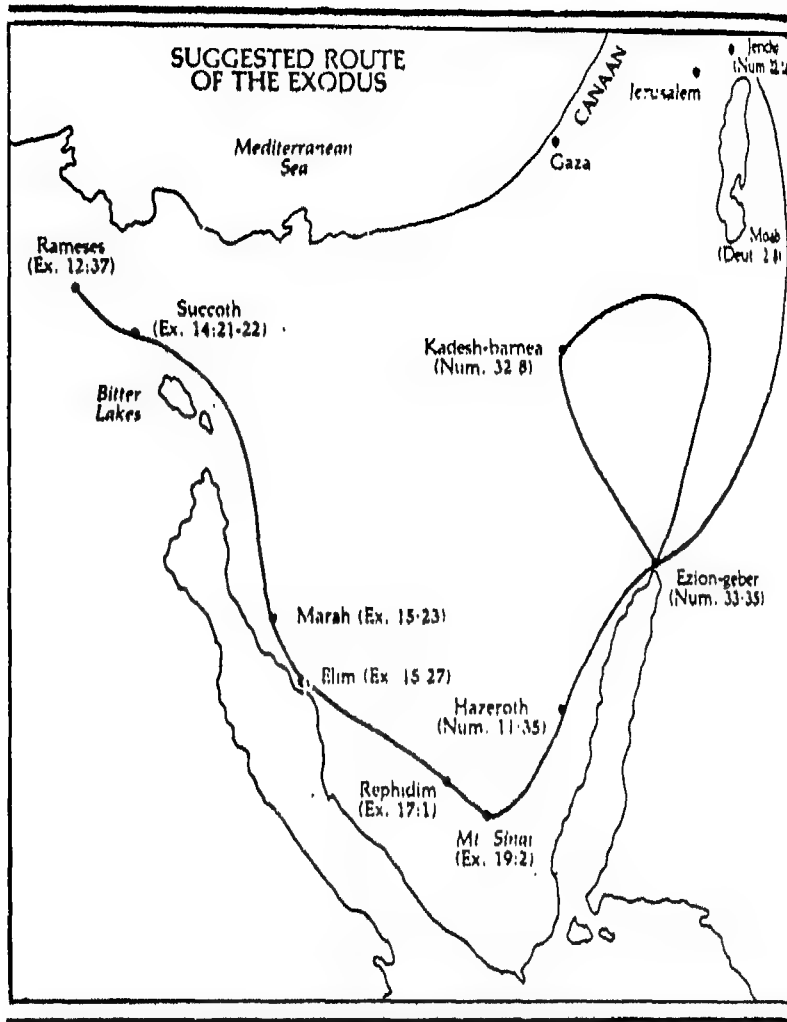 SUGGESTED ROUTE
OF THE EXODUS
CANAAN
Jerusalem
(Num
Mediterranean
Sea
Gaza
Moab
(Deut
Rameses
(Ex. 12:37)
Succoth
(Ex. 14:21-22)
Bitter
Lakes
Kadesh-barnea
(Num. 32 8)
Ezion-geber
(Num. 33·35)
Marah (Ex. 15·23)
Elim (Ex 15 27)
Hazeroth
(Num. 11·35)
Rephidim
(Ex. 17:1)
Mt Sinai
(Ex. 19:2)